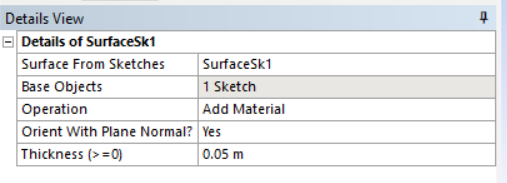 Details View
Details of SurfaceSk1
Surface From Sketches SurfaceSk1
Base Objects 1 Sketch
Operation Add Material
Orient With Plane Normal? Yes
Thickness (>=0) 0.05 m